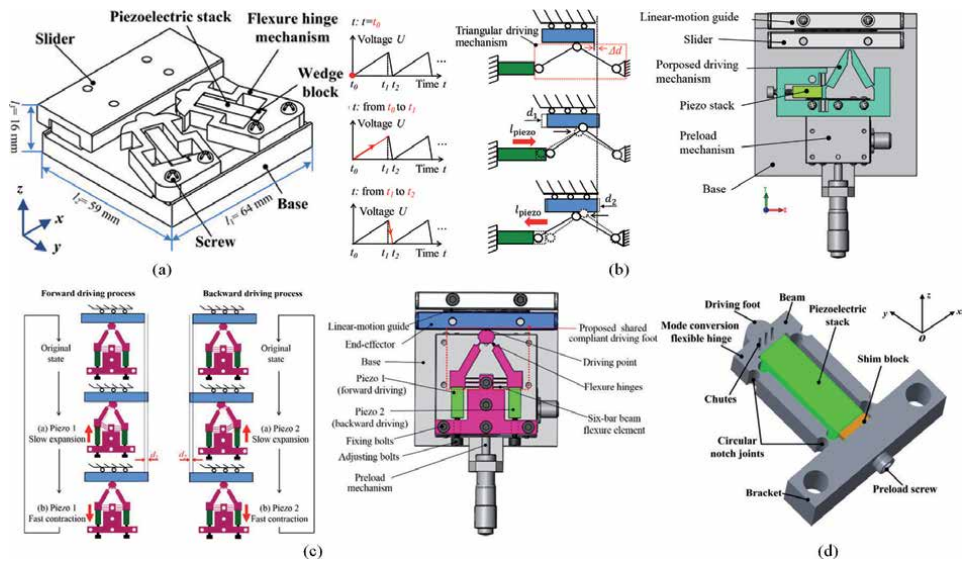 Piezoelectric stack
Flexure hinge
mechanism
Slider
Wedge
block
l₃= 16 mm
l₂= 59 mm
l₁= 64 mm
Base
Screw
z
x
y
(a)
t: t=t₀
Voltage U
...
t₀
t₁ t₂
Time t
t: from t₀ to t₁
Voltage U
...
t₀
t₁ t₂
Time t
t: from t₁ to t₂
Voltage U
...
t₀
t₁ t₂
Time t
Triangular driving
mechanism
Δd
d₁
lpiezo
d₂
lpiezo
(b)
Linear-motion guide
Slider
Porposed driving
mechanism
Piezo stack
Preload
mechanism
Base
Forward driving process
Backward driving process
Original
state
Original
state
(a) Piezo 1
Slow expansion
(a) Piezo 2
Slow expansion
(b) Piezo 1
Fast contraction
(b) Piezo 2
Fast contraction
Linear-motion guide
End-effector
Base
Piezo 1
(forward driving)
Piezo 2
(backward driving)
Fixing bolts
Adjusting bolts
Preload
mechanism
Proposed shared
compliant driving foot
Driving point
Flexure hinges
Six-bar beam
flexure element
(c)
Driving foot
Beam
Mode conversion
flexible hinge
Piezoelectric
stack
Shim block
Chutes
Circular
notch joints
Bracket
Preload screw
z
y
x
O
(d)